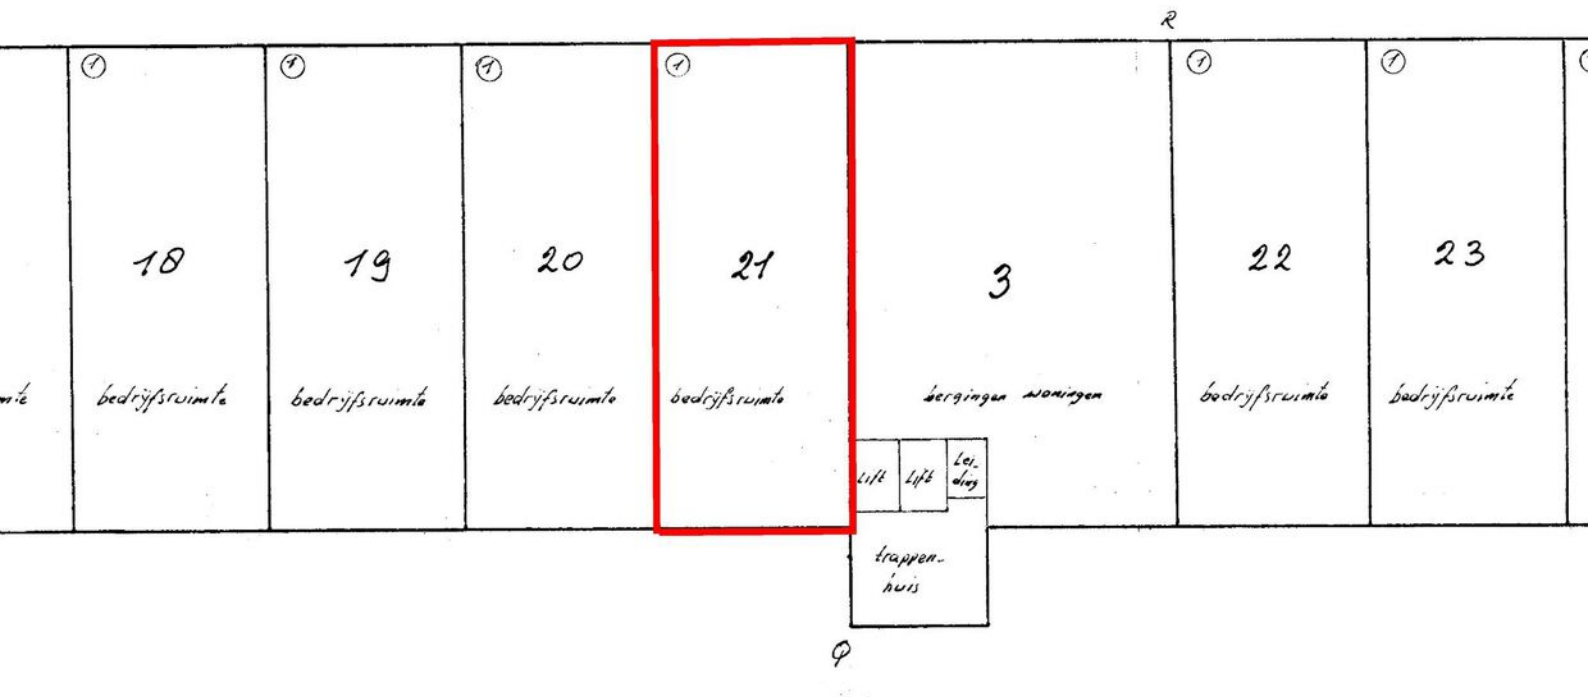 R
1 1 1 1 1 1
18 19 20 21 3 22 23
bedrijfsruimte bedrijfsruimte bedrijfsruimte bedrijfsruimte bergingen woningen bedrijfsruimte bedrijfsruimte
Lift Lift Lei-
ding
trappen-
huis
Q